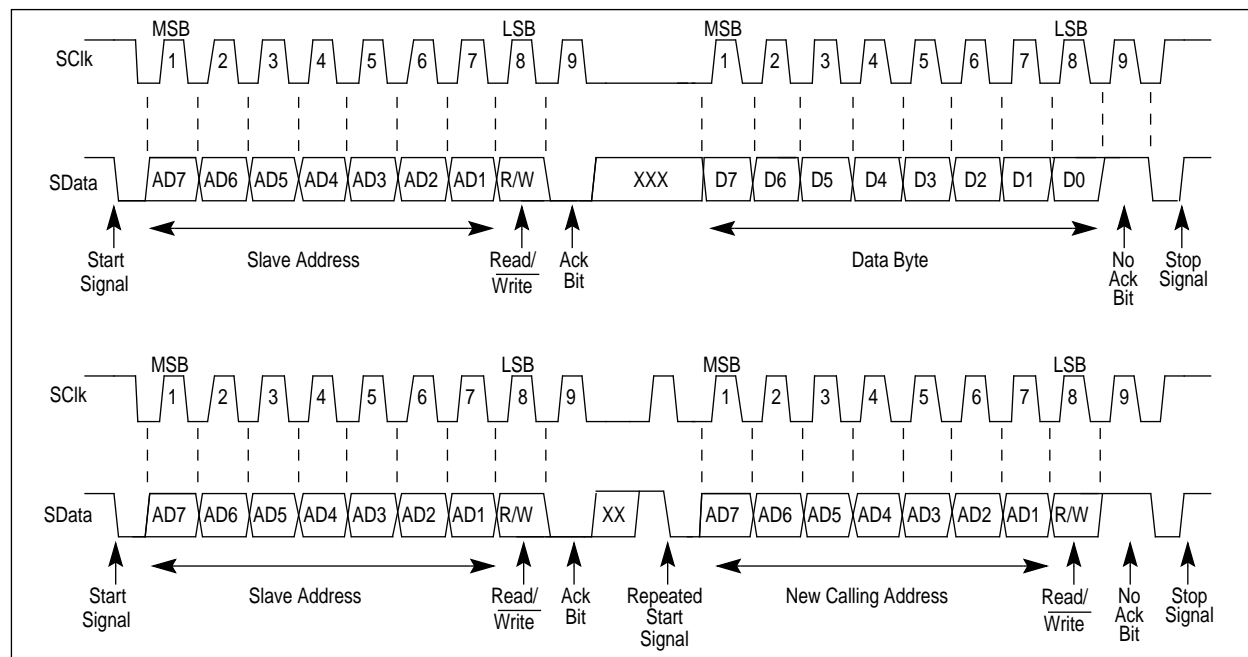 MSB LSB MSB LSB
SClk 1 2 3 4 5 6 7 8 9 1 2 3 4 5 6 7 8 9
SData AD7 AD6 AD5 AD4 AD3 AD2 AD1 R/W XXX D7 D6 D5 D4 D3 D2 D1 D0
Start Signal
Slave Address
Read/
Write
Ack
Bit
Data Byte
No
Ack
Bit
Stop
Signal
MSB LSB MSB LSB
SClk 1 2 3 4 5 6 7 8 9 1 2 3 4 5 6 7 8 9
SData AD7 AD6 AD5 AD4 AD3 AD2 AD1 R/W XX AD7 AD6 AD5 AD4 AD3 AD2 AD1 R/W
Start
Signal
Slave Address
Read/
Write
Ack
Bit
Repeated
Start
Signal
New Calling Address
Read/
Write
No
Ack
Bit
Stop
Signal